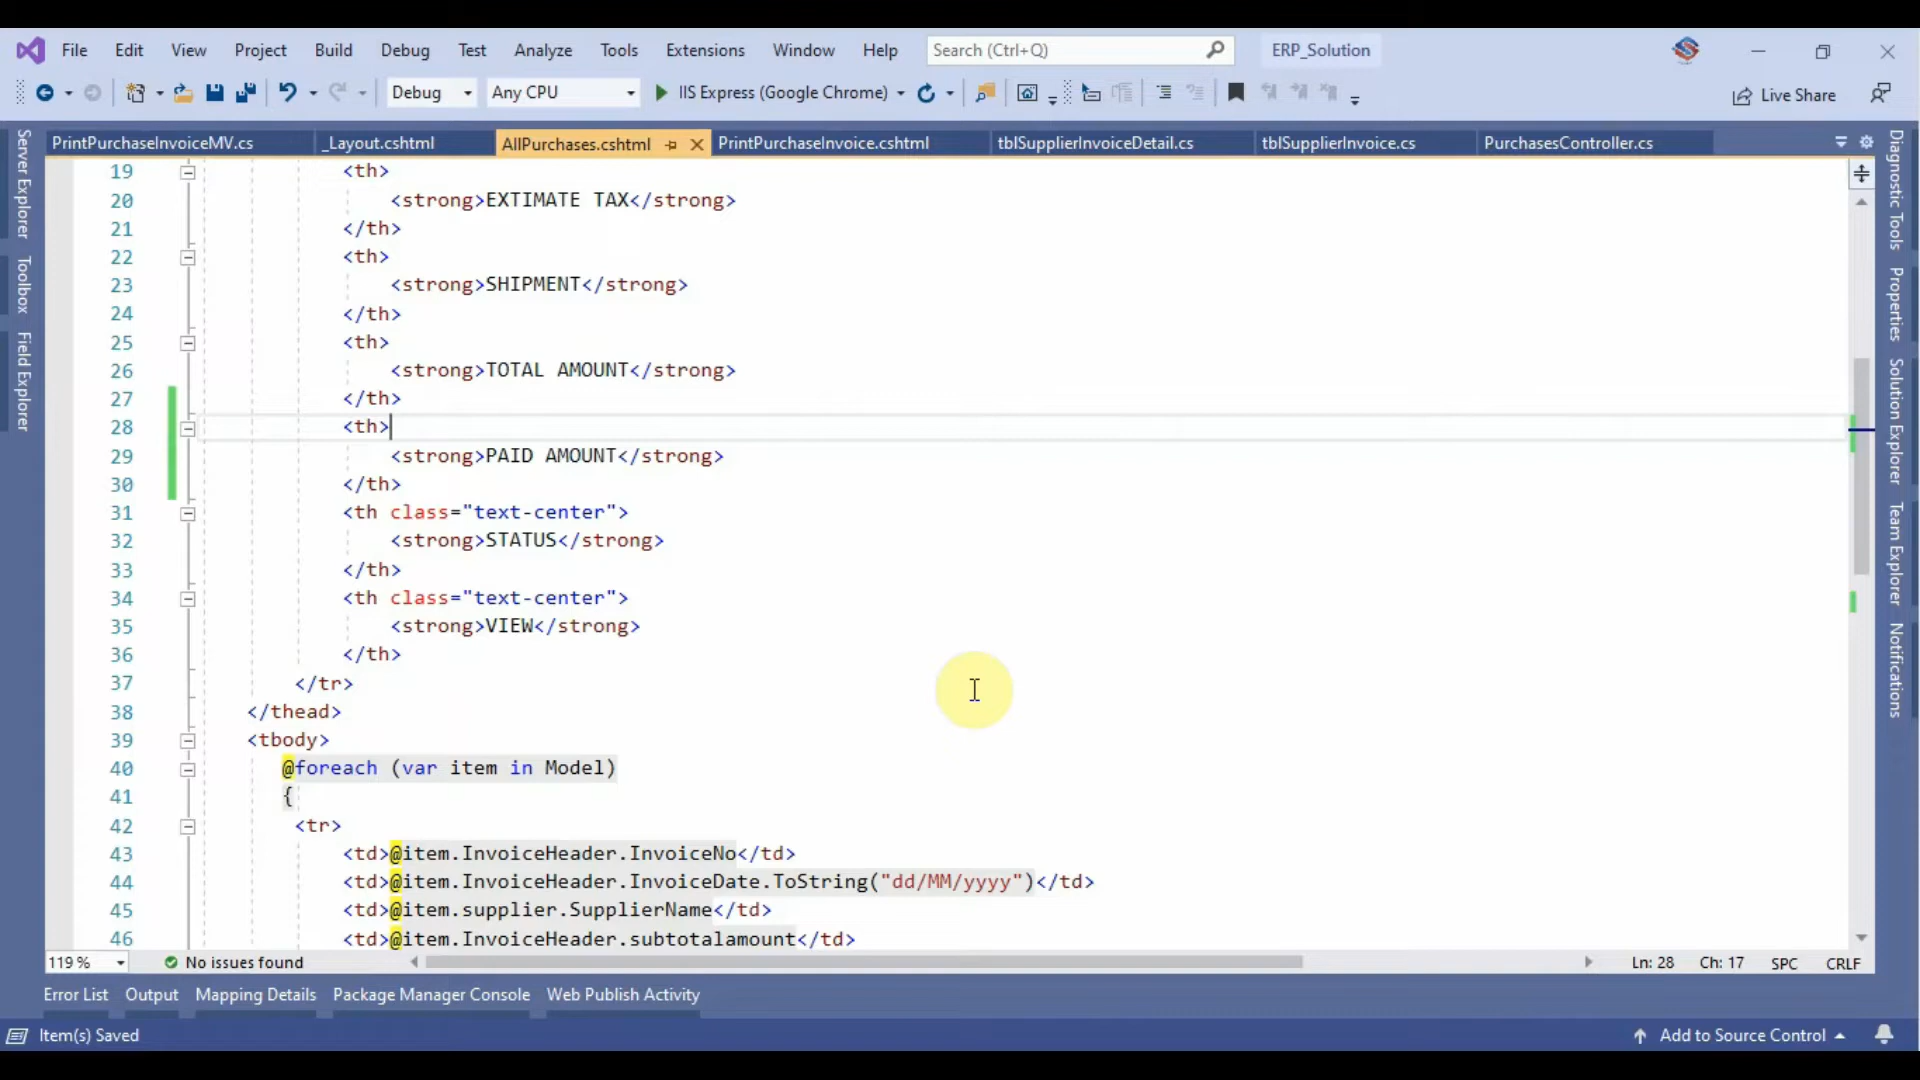 File Edit View Project Build Debug Test Analyze Tools Extensions Window Help Search (Ctrl+Q) ERP_Solution
Debug Any CPU IIS Express (Google Chrome) Live Share
PrintPurchaseInvoiceMV.cs _Layout.cshtml AllPurchases.cshtml PrintPurchaseInvoice.cshtml tblSupplierInvoiceDetail.cs tblSupplierInvoice.cs PurchasesController.cs
Server Explorer
Toolbox
Field Explorer
19 <th>
20 <strong>EXTIMATE TAX</strong>
21 </th>
22 <th>
23 <strong>SHIPMENT</strong>
24 </th>
25 <th>
26 <strong>TOTAL AMOUNT</strong>
27 </th>
28 <th>
29 <strong>PAID AMOUNT</strong>
30 </th>
31 <th class="text-center">
32 <strong>STATUS</strong>
33 </th>
34 <th class="text-center">
35 <strong>VIEW</strong>
36 </th>
37 </tr>
38 </thead>
39 <tbody>
40 @foreach (var item in Model)
41 {
42 <tr>
43 <td>@item.InvoiceHeader.InvoiceNo</td>
44 <td>@item.InvoiceHeader.InvoiceDate.ToString("dd/MM/yyyy")</td>
45 <td>@item.supplier.SupplierName</td>
46 <td>@item.InvoiceHeader.subtotalamount</td>
Diagnostic Tools
Properties
Solution Explorer
Team Explorer
Notifications
119 % No issues found Ln: 28 Ch: 17 SPC CRLF
Error List Output Mapping Details Package Manager Console Web Publish Activity
Item(s) Saved Add to Source Control